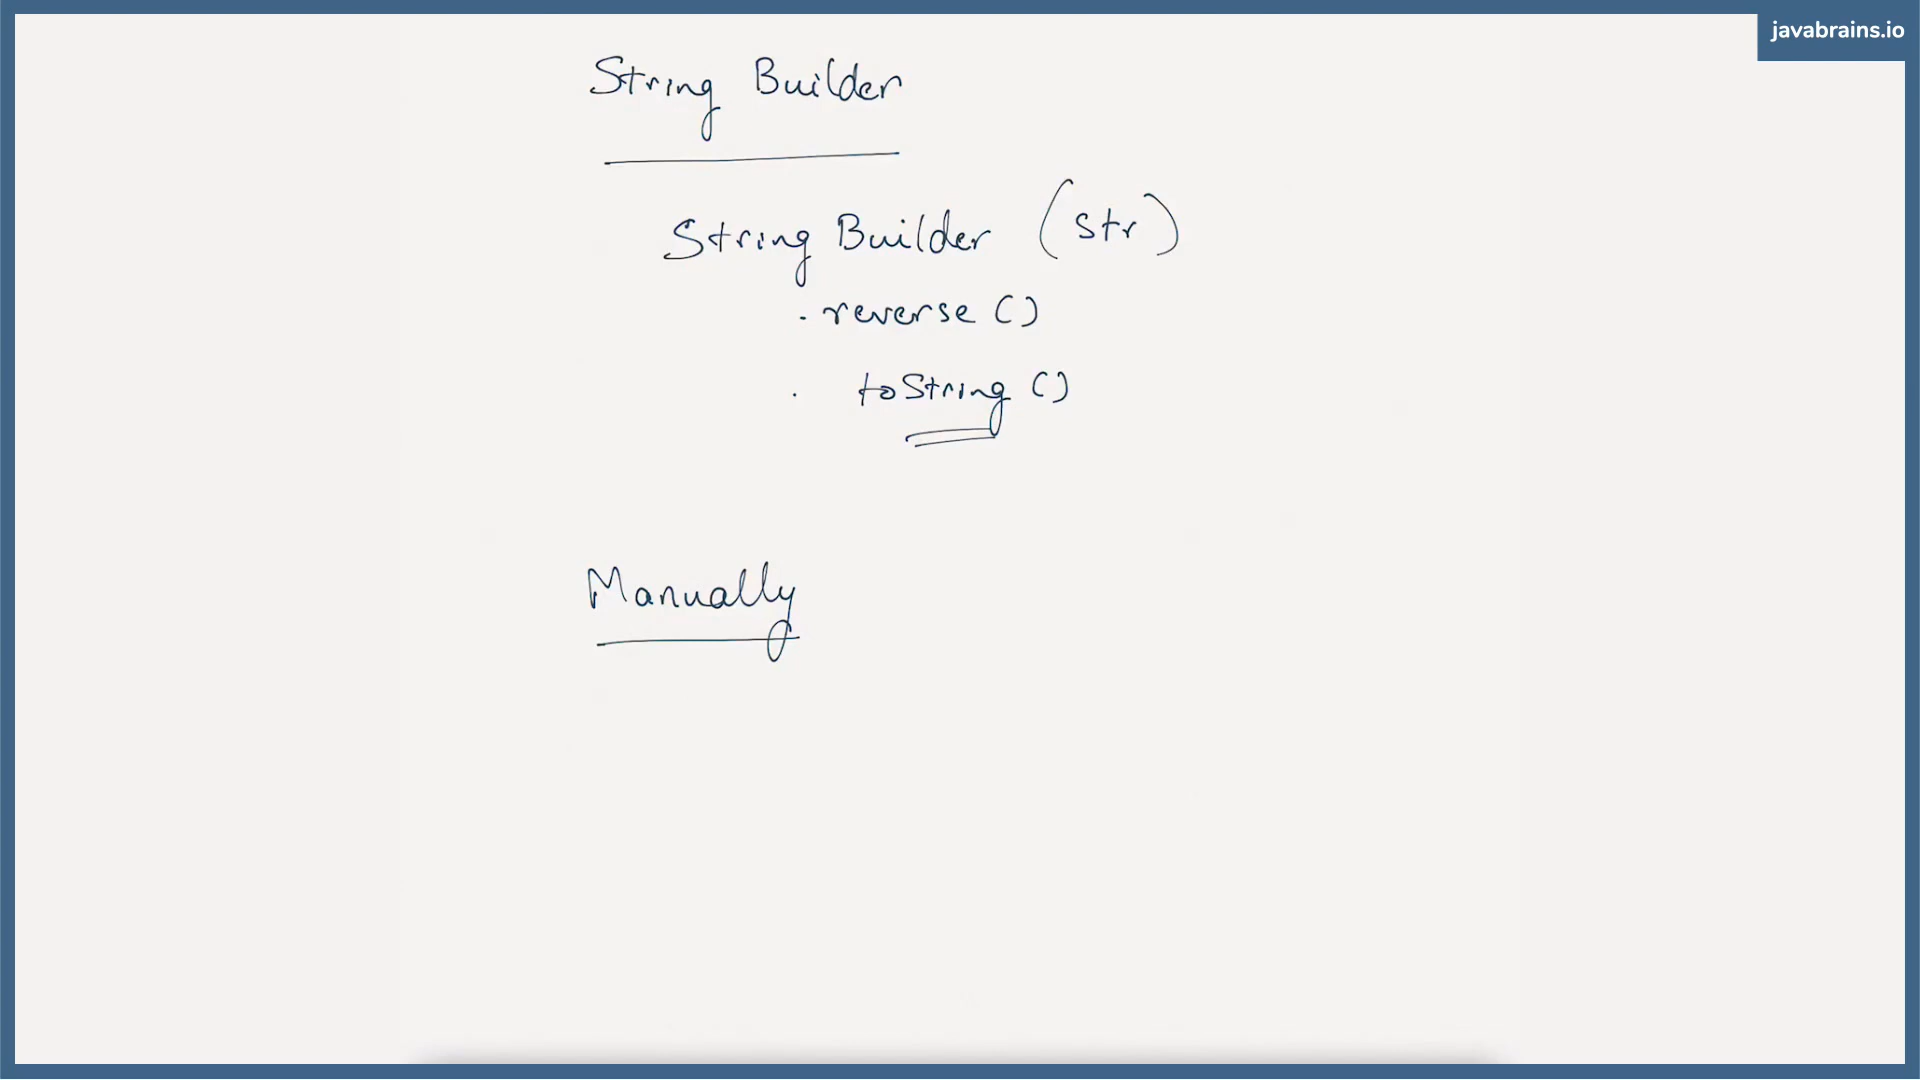 javabrains.io
String Builder
String Builder (str)
. reverse ()
. toString ()
Manually